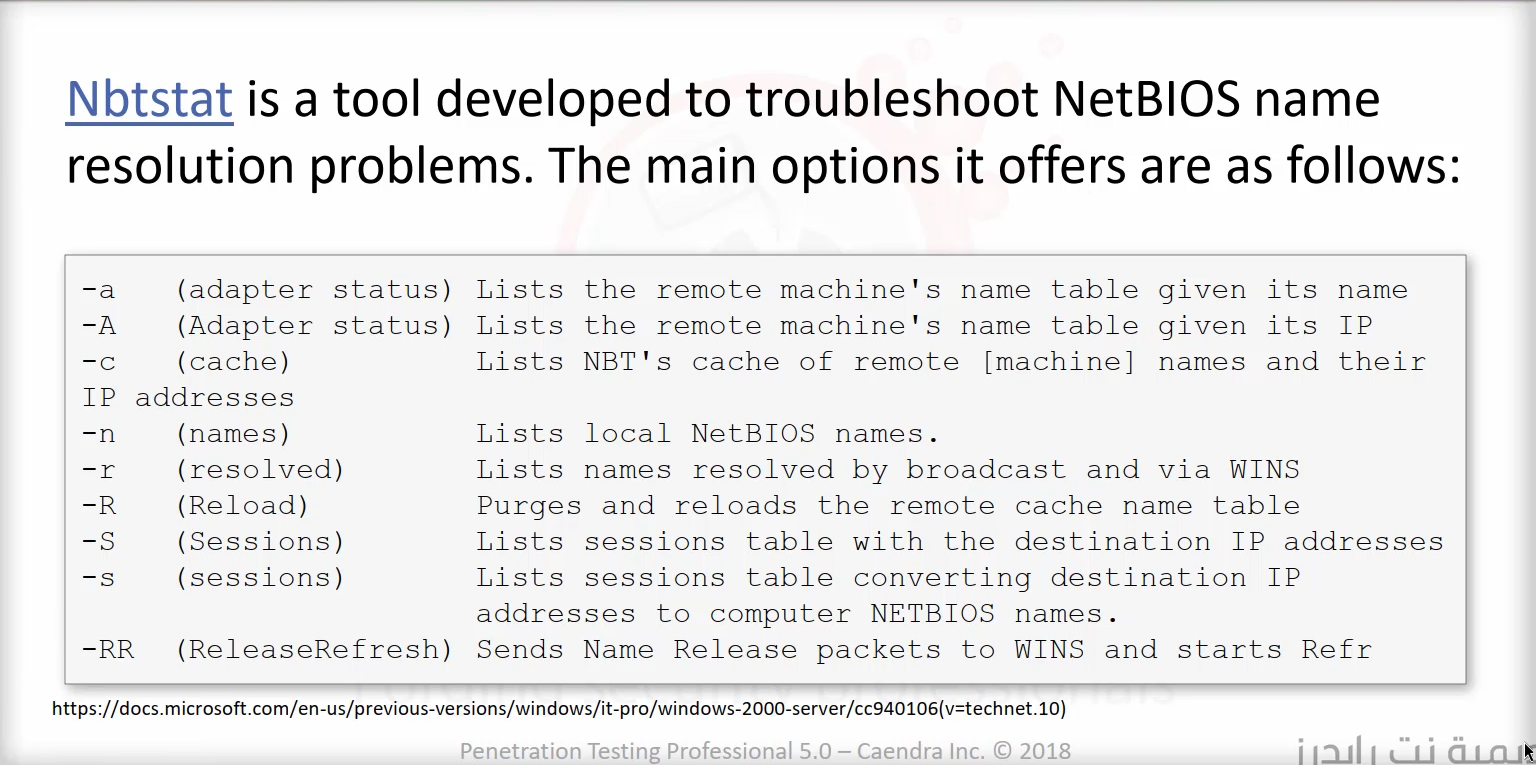 Nbtstat is a tool developed to troubleshoot NetBIOS name
resolution problems. The main options it offers are as follows:
-a (adapter status) Lists the remote machine's name table given its name
-A (Adapter status) Lists the remote machine's name table given its IP
-c (cache) Lists NBT's cache of remote [machine] names and their
IP addresses
-n (names) Lists local NetBIOS names.
-r (resolved) Lists names resolved by broadcast and via WINS
-R (Reload) Purges and reloads the remote cache name table
-S (Sessions) Lists sessions table with the destination IP addresses
-s (sessions) Lists sessions table converting destination IP
addresses to computer NETBIOS names.
-RR (ReleaseRefresh) Sends Name Release packets to WINS and starts Refr
https://docs.microsoft.com/en-us/previous-versions/windows/it-pro/windows-2000-server/cc940106(v=technet.10)
Penetration Testing Professional 5.0 – Caendra Inc. © 2018
نت رايدرز